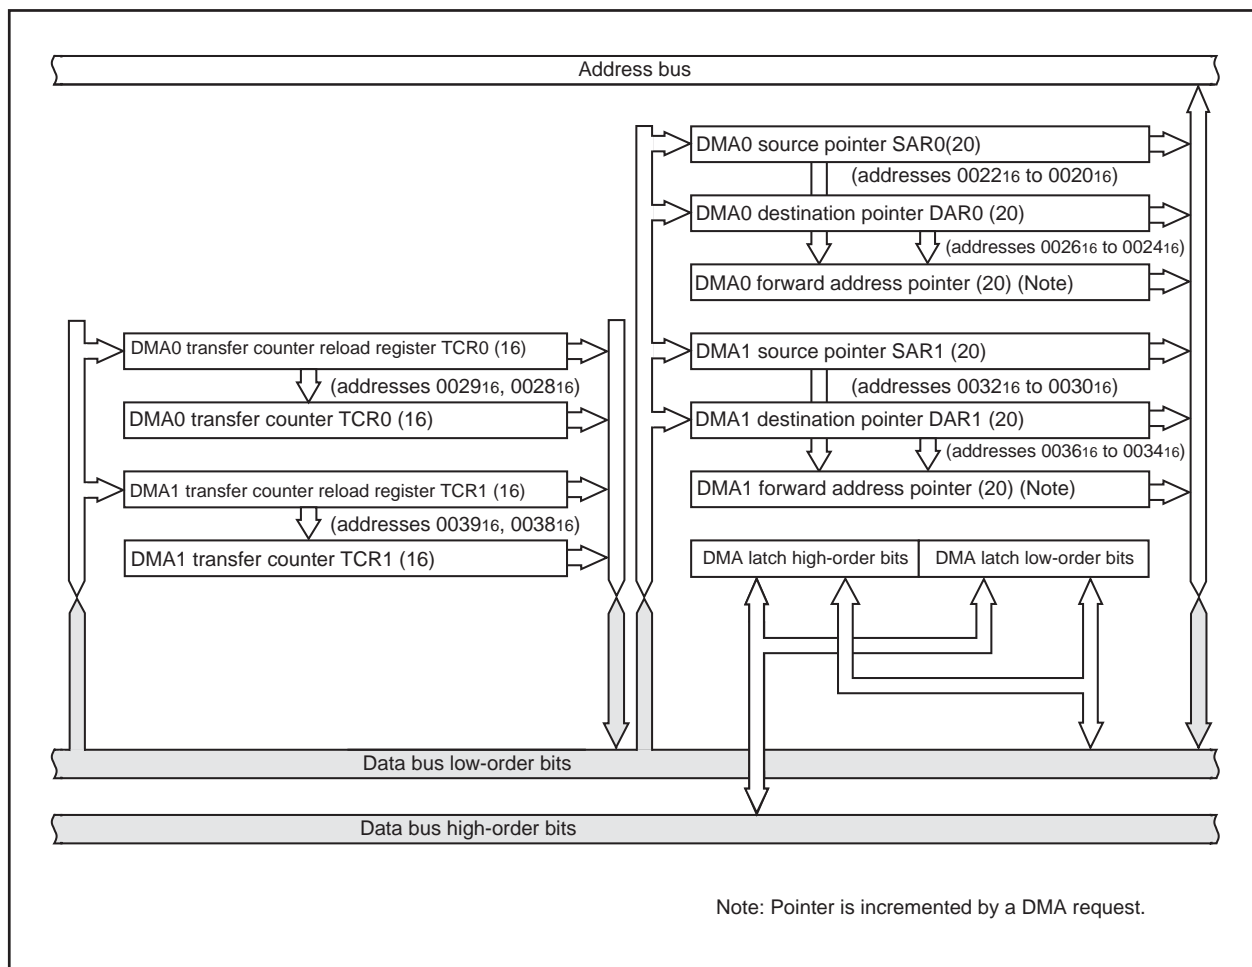 Address bus
DMA0 source pointer SAR0(20)
(addresses 002216 to 002016)
DMA0 destination pointer DAR0 (20)
(addresses 002616 to 002416)
DMA0 forward address pointer (20) (Note)
DMA0 transfer counter reload register TCR0 (16)
(addresses 002916, 002816)
DMA0 transfer counter TCR0 (16)
DMA1 transfer counter reload register TCR1 (16)
(addresses 003916, 003816)
DMA1 transfer counter TCR1 (16)
DMA1 source pointer SAR1 (20)
(addresses 003216 to 003016)
DMA1 destination pointer DAR1 (20)
(addresses 003616 to 003416)
DMA1 forward address pointer (20) (Note)
DMA latch high-order bits
DMA latch low-order bits
Data bus low-order bits
Data bus high-order bits
Note: Pointer is incremented by a DMA request.